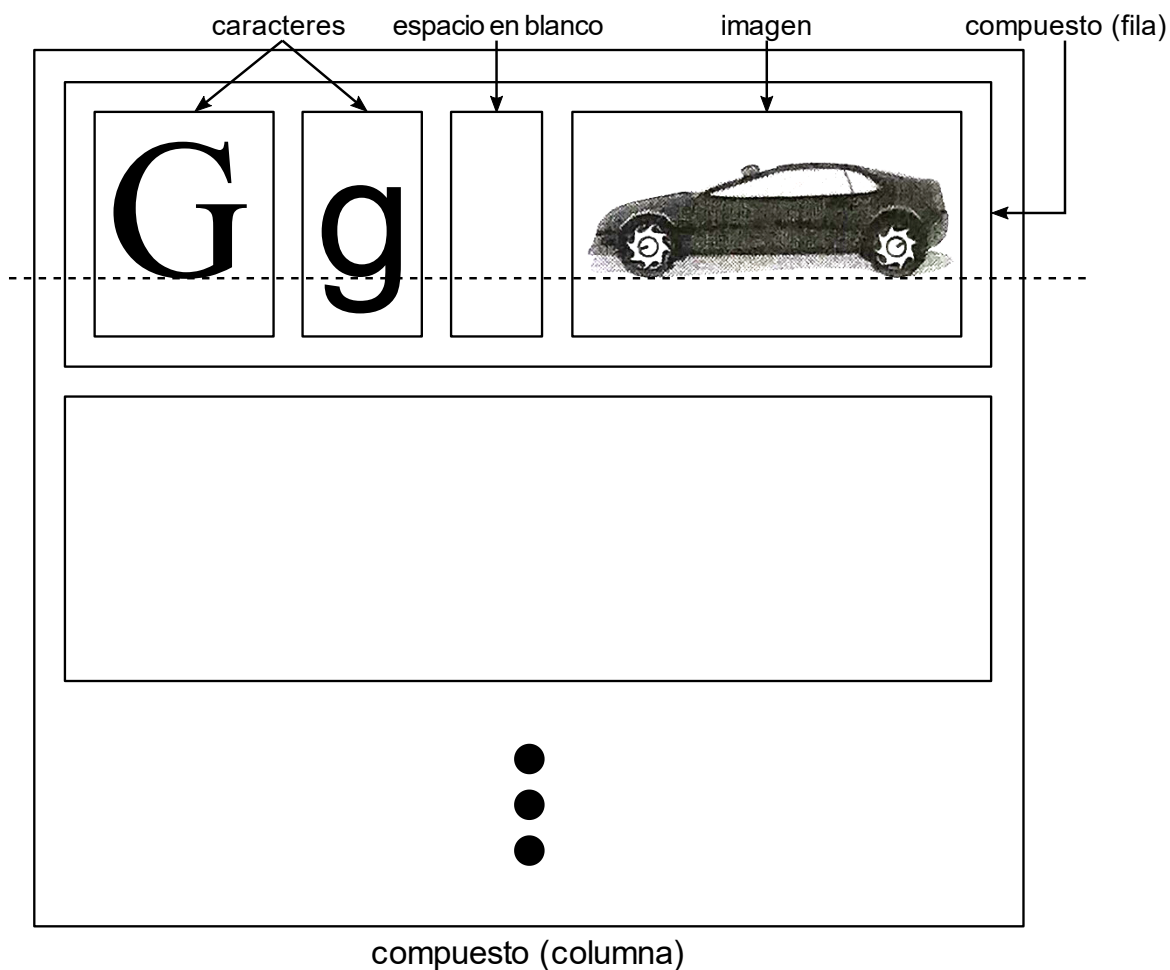 caracteres espacio en blanco imagen compuesto (fila)
G g
compuesto (columna)